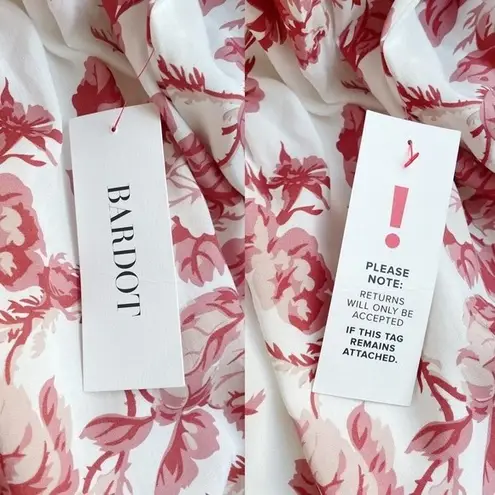 BARDOT
!
PLEASE
NOTE:
RETURNS
WILL ONLY BE
ACCEPTED
IF THIS TAG
REMAINS
ATTACHED.